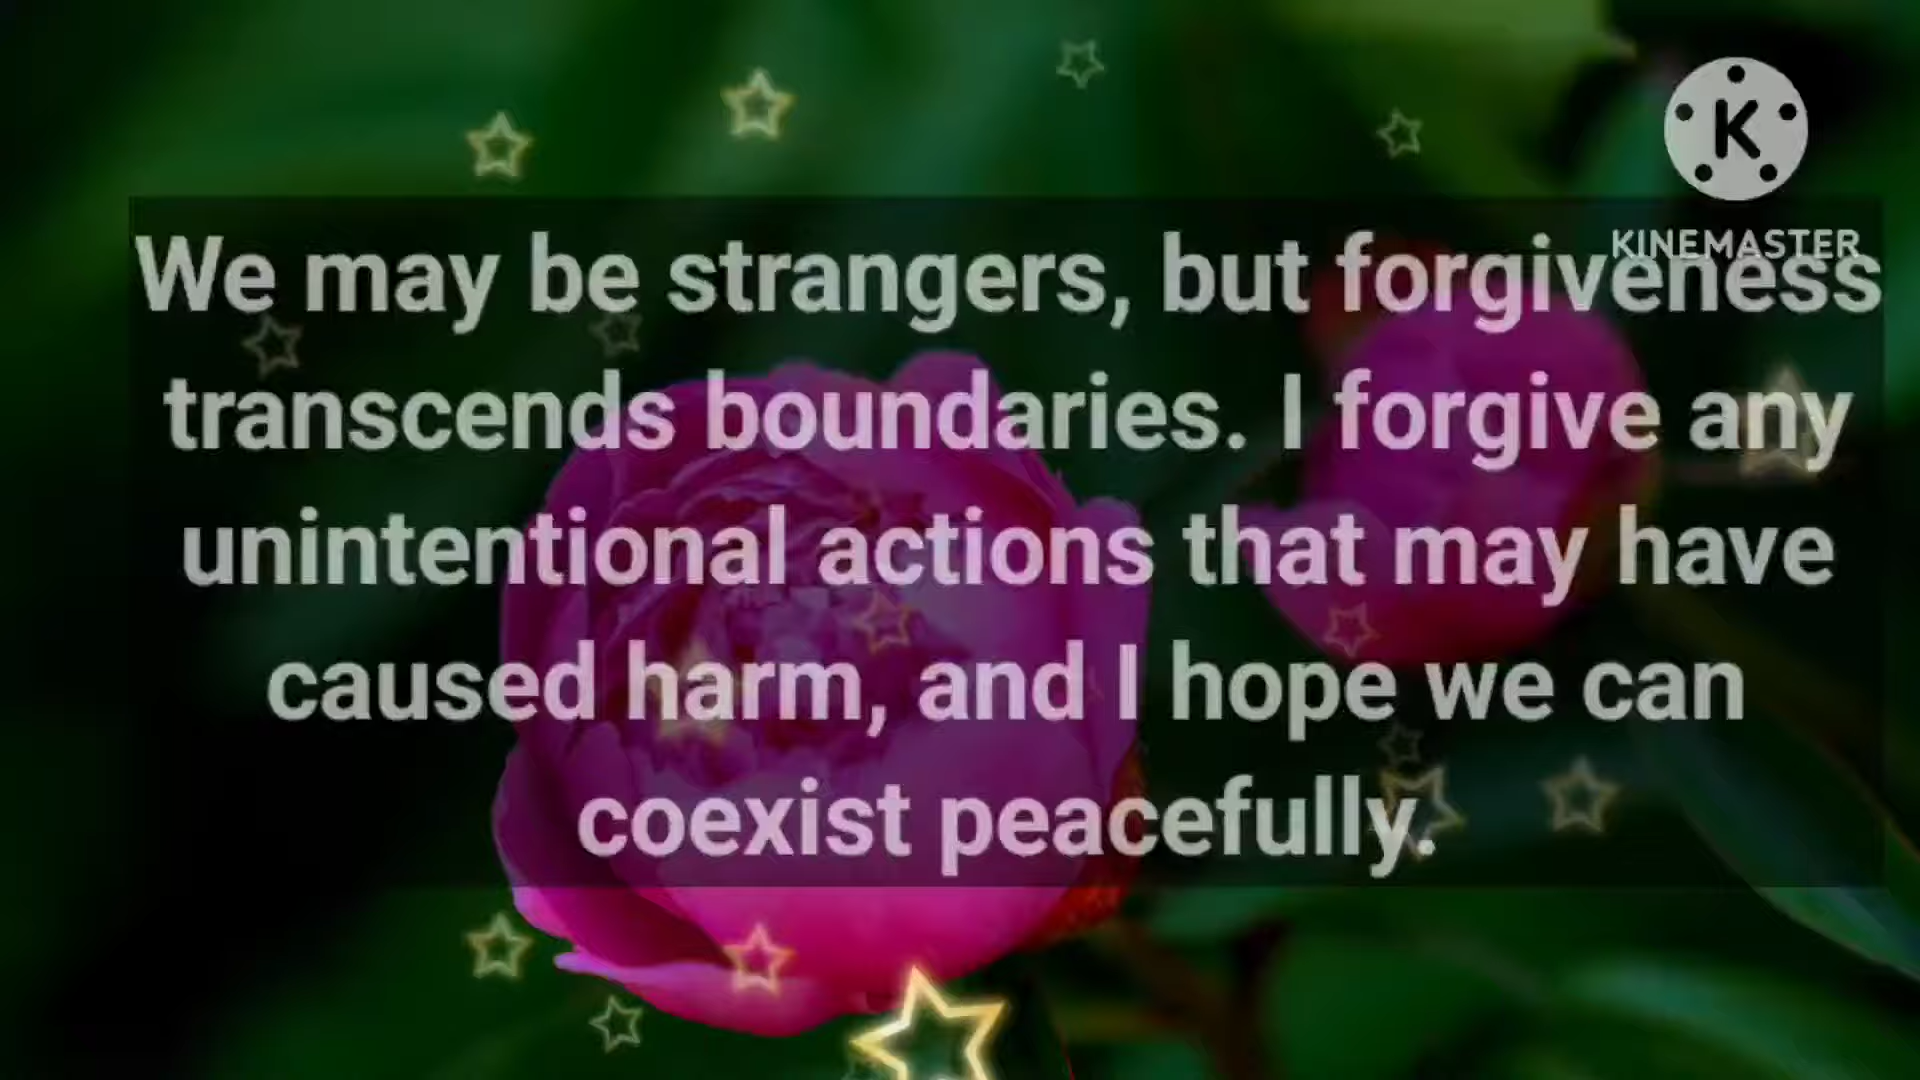 K
KINEMASTER
We may be strangers, but forgiveness
transcends boundaries. I forgive any
unintentional actions that may have
caused harm, and I hope we can
coexist peacefully.